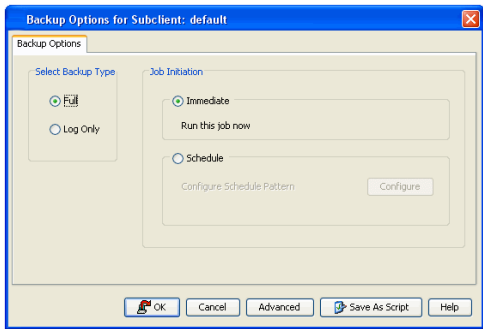 Backup Options for Subclient: default
Backup Options
Select Backup Type
Full
Log Only
Job Initiation
Immediate
Run this job now
Schedule
Configure Schedule Pattern
Configure
OK
Cancel
Advanced
Save As Script
Help